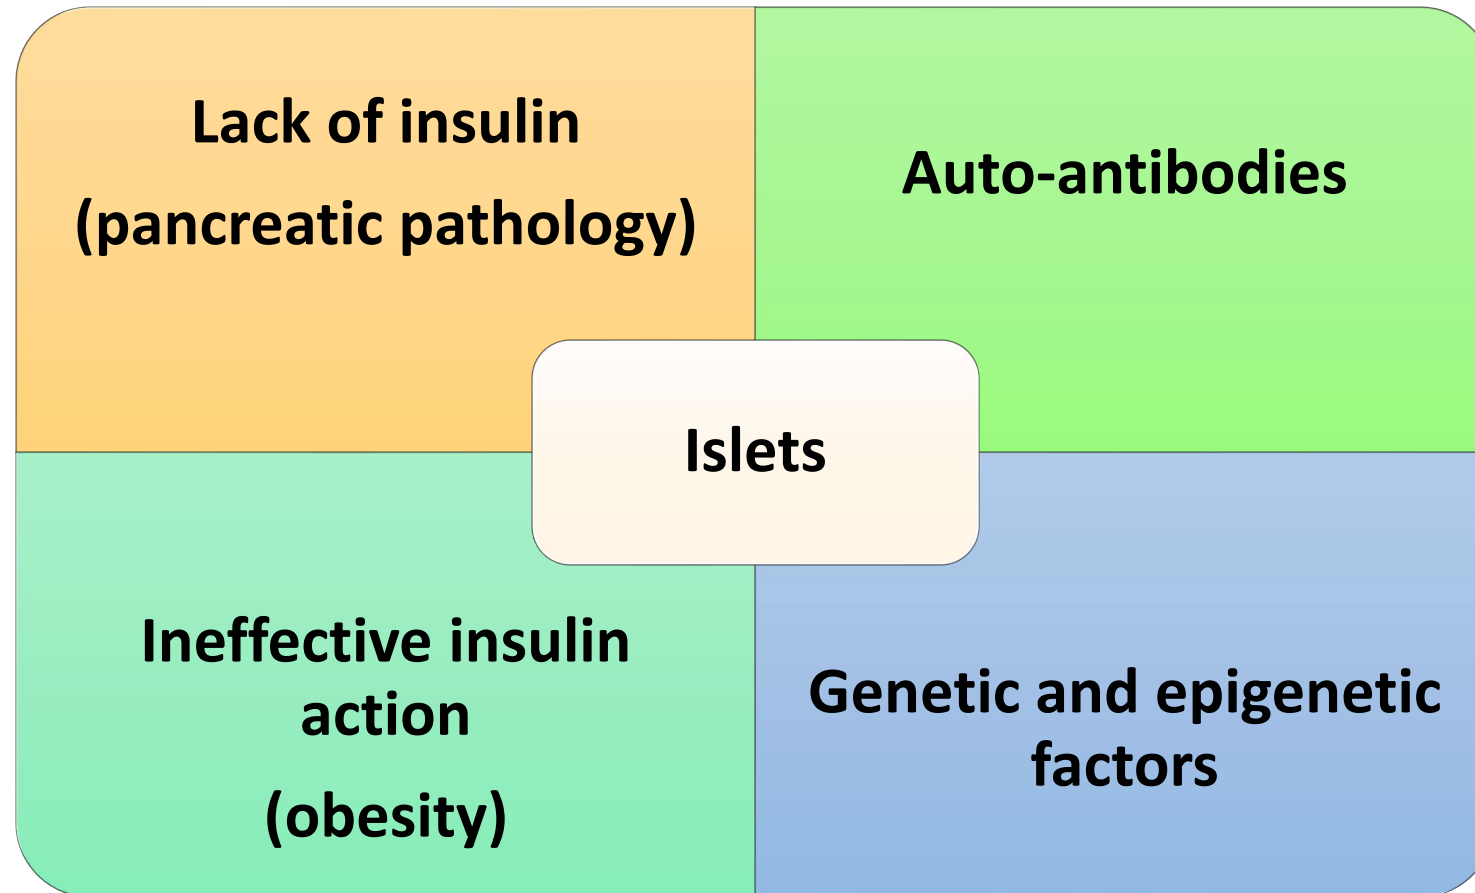 Lack of insulin
(pancreatic pathology)
Auto-antibodies
Islets
Ineffective insulin
action
(obesity)
Genetic and epigenetic
factors